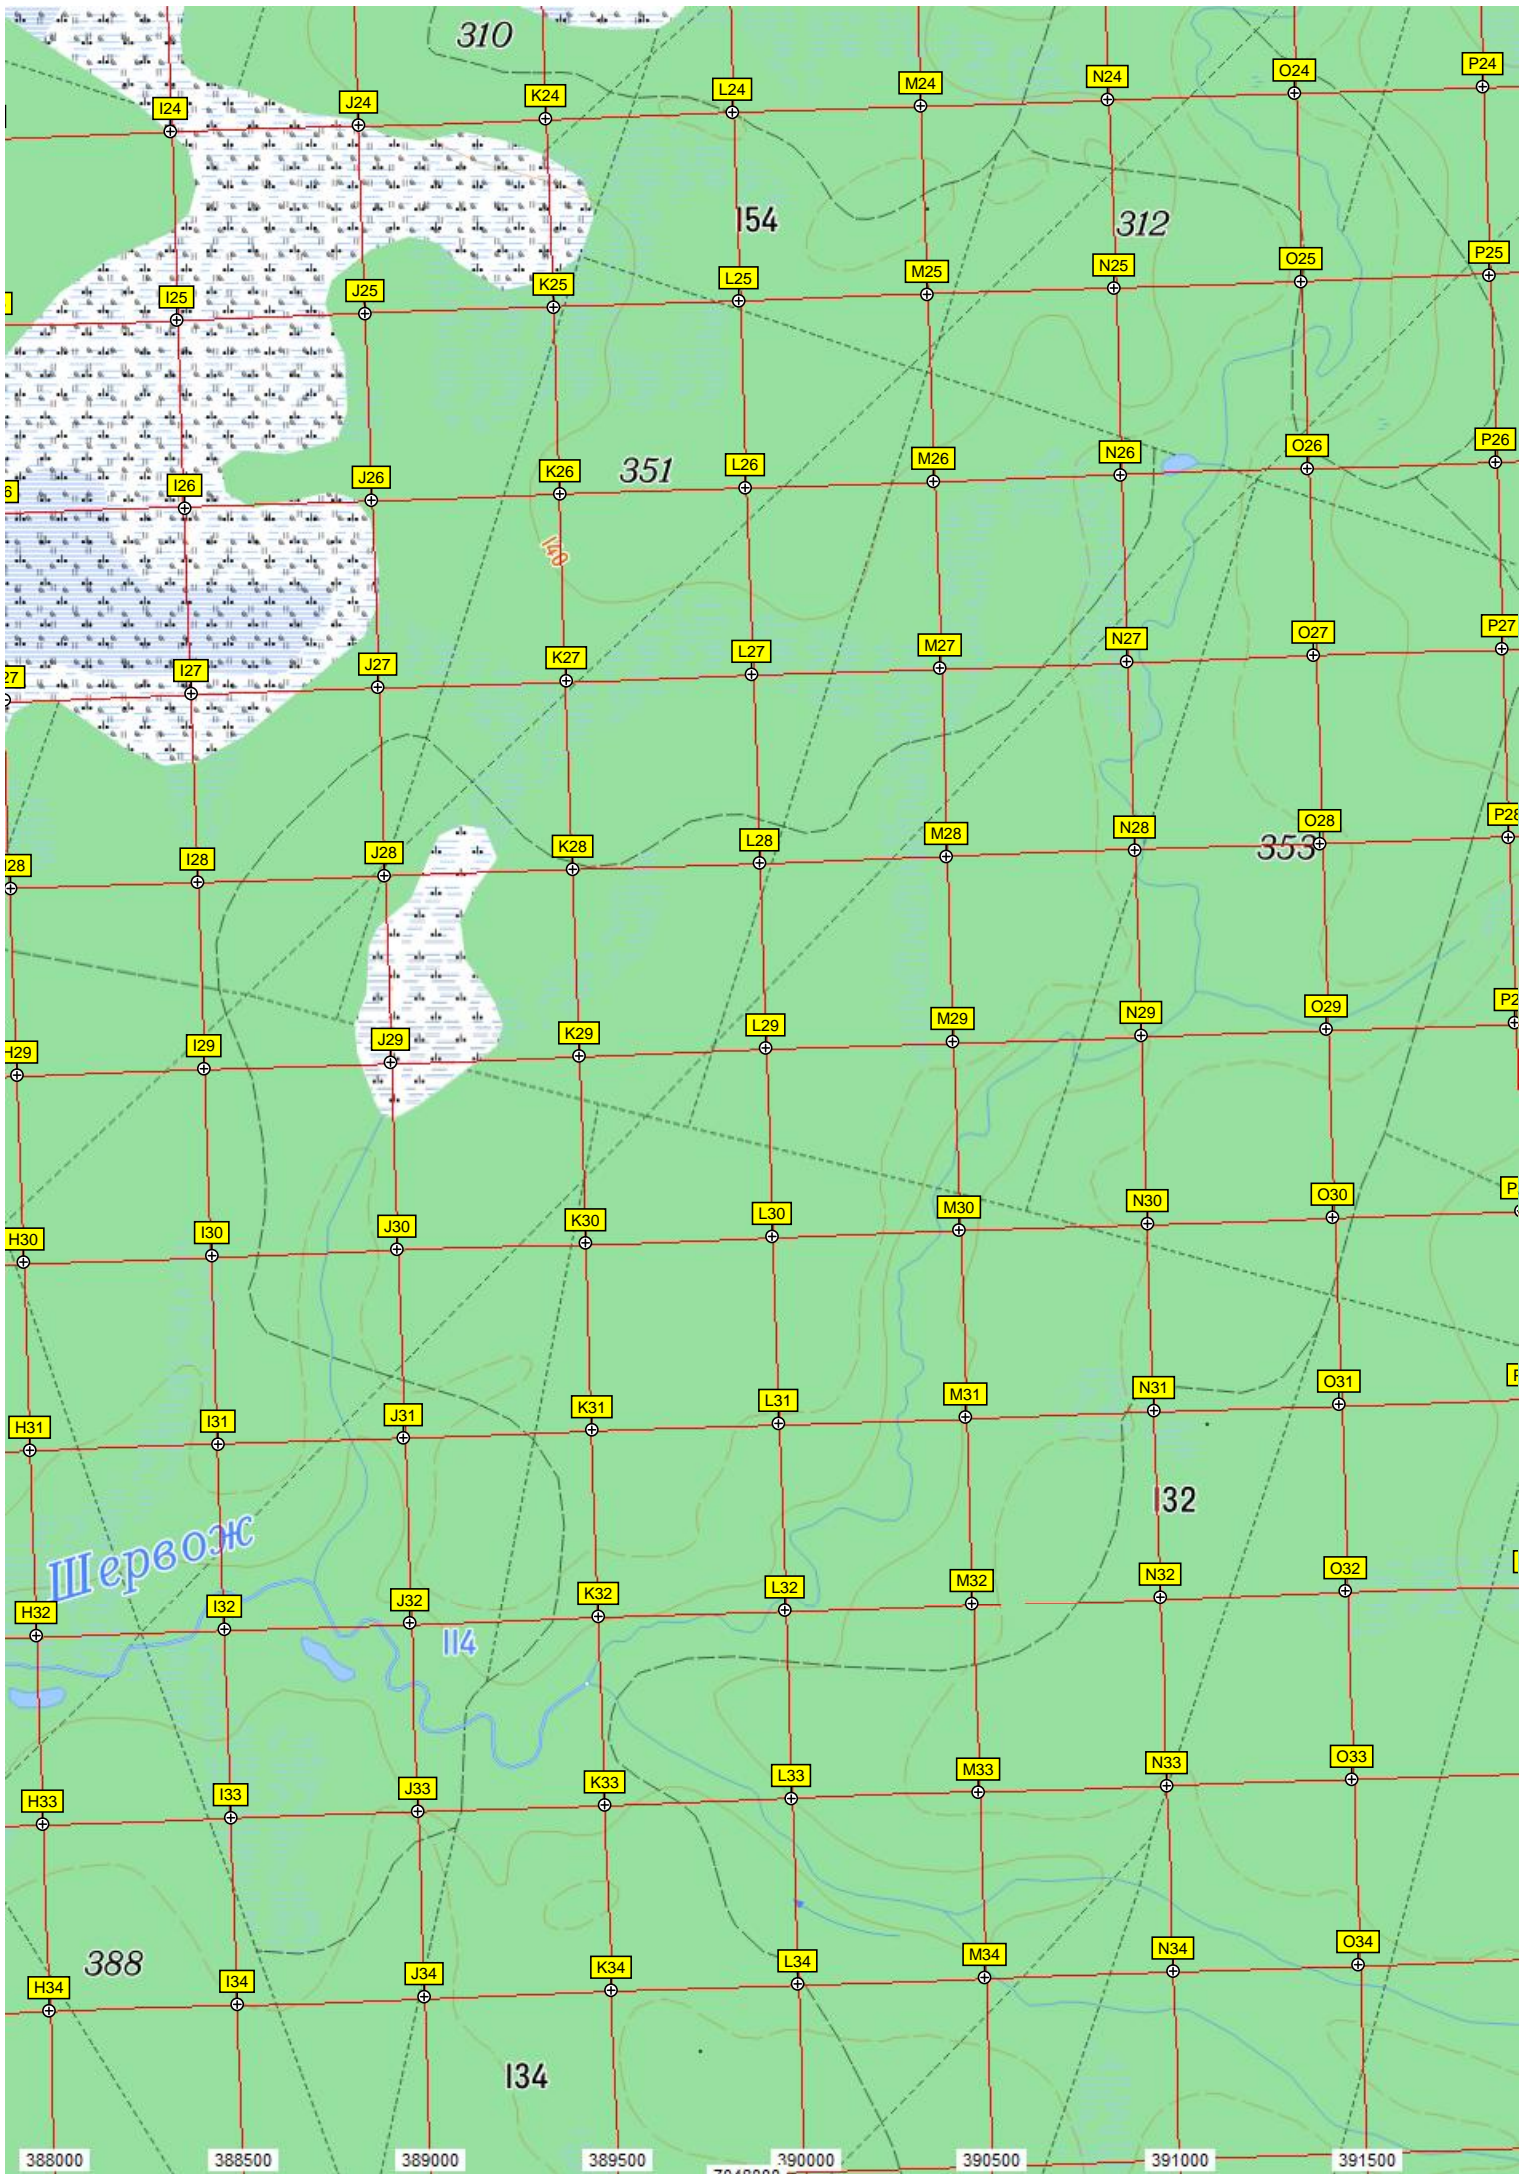 310
I24 J24 K24 L24 M24 N24 O24 P24
154 312
I25 J25 K25 L25 M25 N25 O25 P25
351
I26 J26 K26 L26 M26 N26 O26 P26
140
27 I27 J27 K27 L27 M27 N27 O27 P27
353
I28 J28 K28 L28 M28 N28 O28 P28
H29 I29 J29 K29 L29 M29 N29 O29
H30 I30 J30 K30 L30 M30 N30 O30
H31 I31 J31 K31 L31 M31 N31 O31
132
Шервож
H32 I32 J32 K32 L32 M32 N32 O32
114
H33 I33 J33 K33 L33 M33 N33 O33
388
H34 I34 J34 K34 L34 M34 N34 O34
134
388000 388500 389000 389500 390000 390500 391000 391500